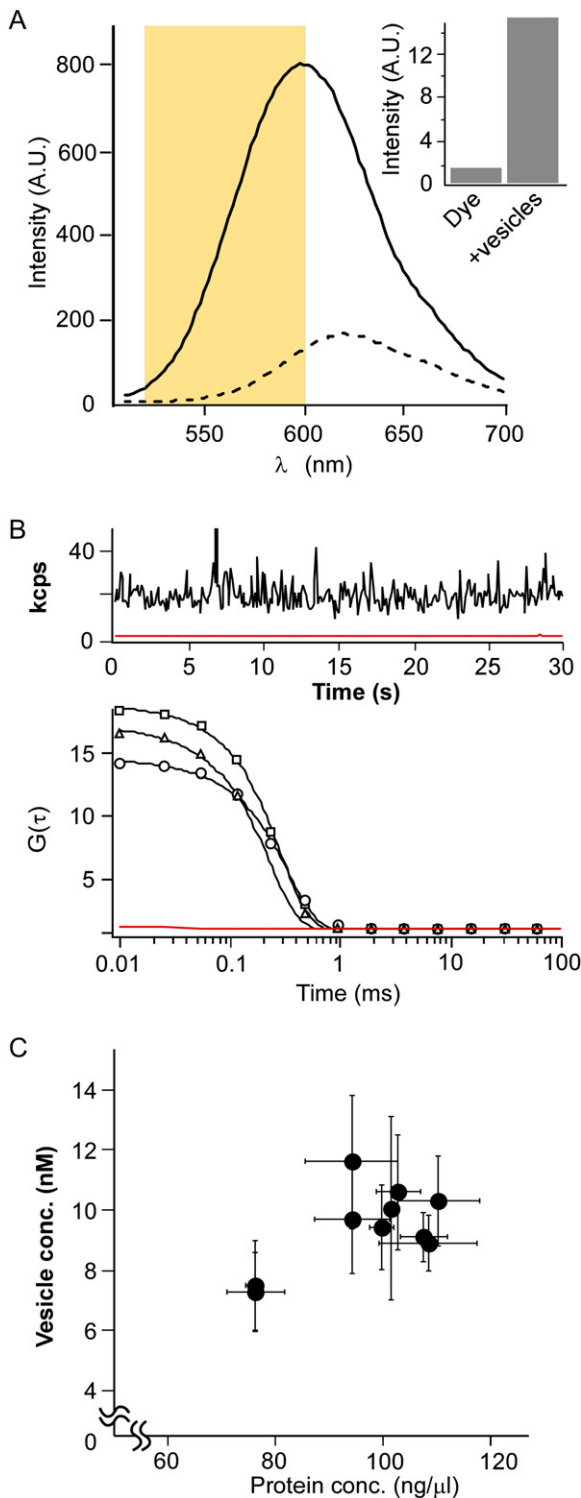 A
800
600
400
200
0
Intensity (A.U.)
550
600
650
700
λ (nm)
12
8
4
0
Intensity (A.U.)
Dye
+vesicles
B
40
0
kcps
0
5
10
15
20
25
30
Time (s)
15
10
5
G(τ)
0.01
0.1
1
10
100
Time (ms)
C
14
12
10
8
6
4
0
Vesicle conc. (nM)
60
80
100
120
Protein conc. (ng/μl)